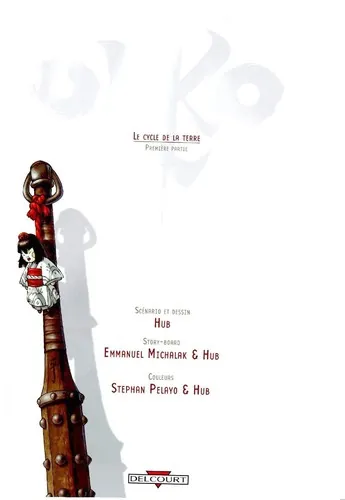 OKKO
LE CYCLE DE LA TERRE
PREMIÈRE PARTIE
SCÉNARIO ET DESSIN
HUB
STORY-BOARD
EMMANUEL MICHALAK & HUB
COULEURS
STEPHAN PELAYO & HUB
DELCOURT